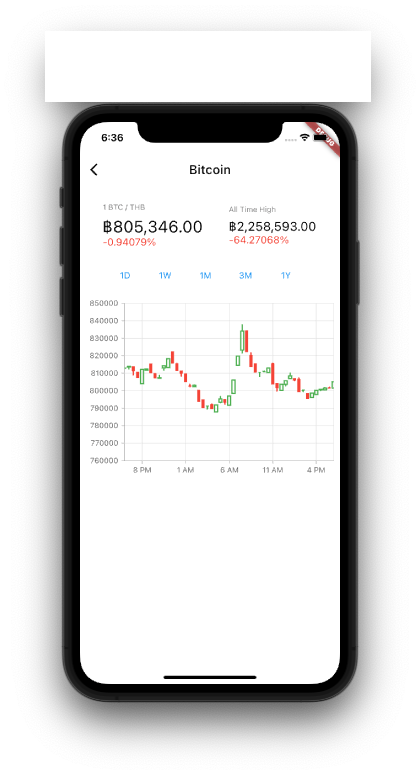 6:36
DEBUG
Bitcoin
1 BTC / THB
All Time High
฿805,346.00
฿2,258,593.00
-0.94079%
-64.27068%
1D 1W 1M 3M 1Y
850000
840000
830000
820000
810000
800000
790000
780000
770000
760000
8 PM 1 AM 6 AM 11 AM 4 PM